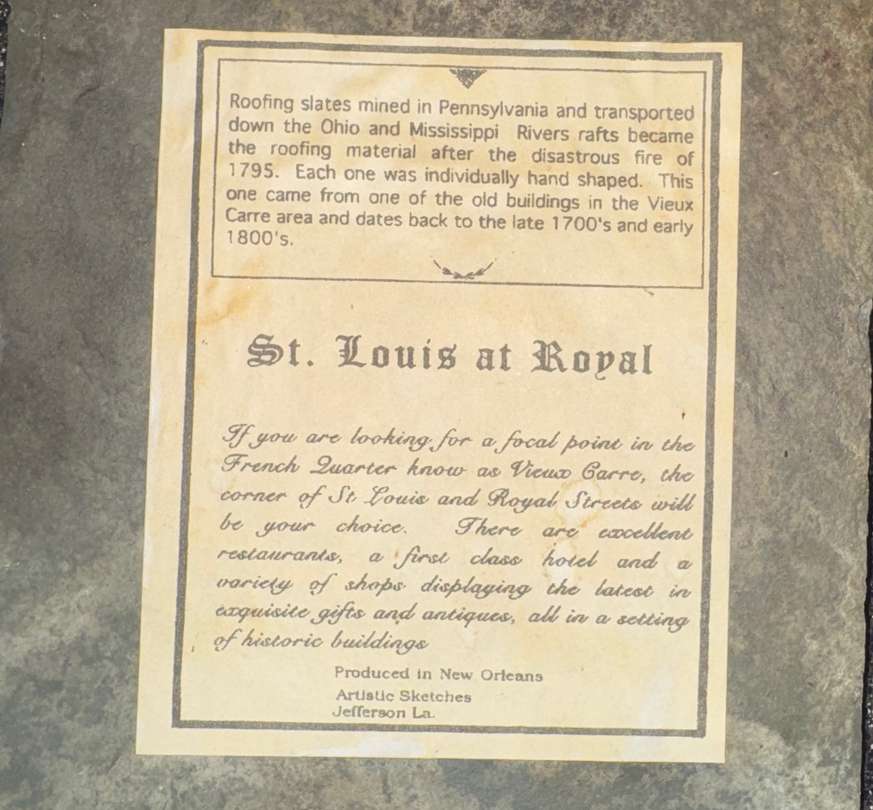 Roofing slates mined in Pennsylvania and transported
down the Ohio and Mississippi Rivers rafts became
the roofing material after the disastrous fire of
1795. Each one was individually hand shaped. This
one came from one of the old buildings in the Vieux
Carre area and dates back to the late 1700's and early
1800's.
St. Louis at Royal
If you are looking for a focal point in the
French Quarter know as Vieux Carre, the
corner of St Louis and Royal Streets will
be your choice. There are excellent
restaurants, a first class hotel and a
variety of shops displaying the latest in
exquisite gifts and antiques, all in a setting
of historic buildings
Produced in New Orleans
Artistic Sketches
Jefferson La.